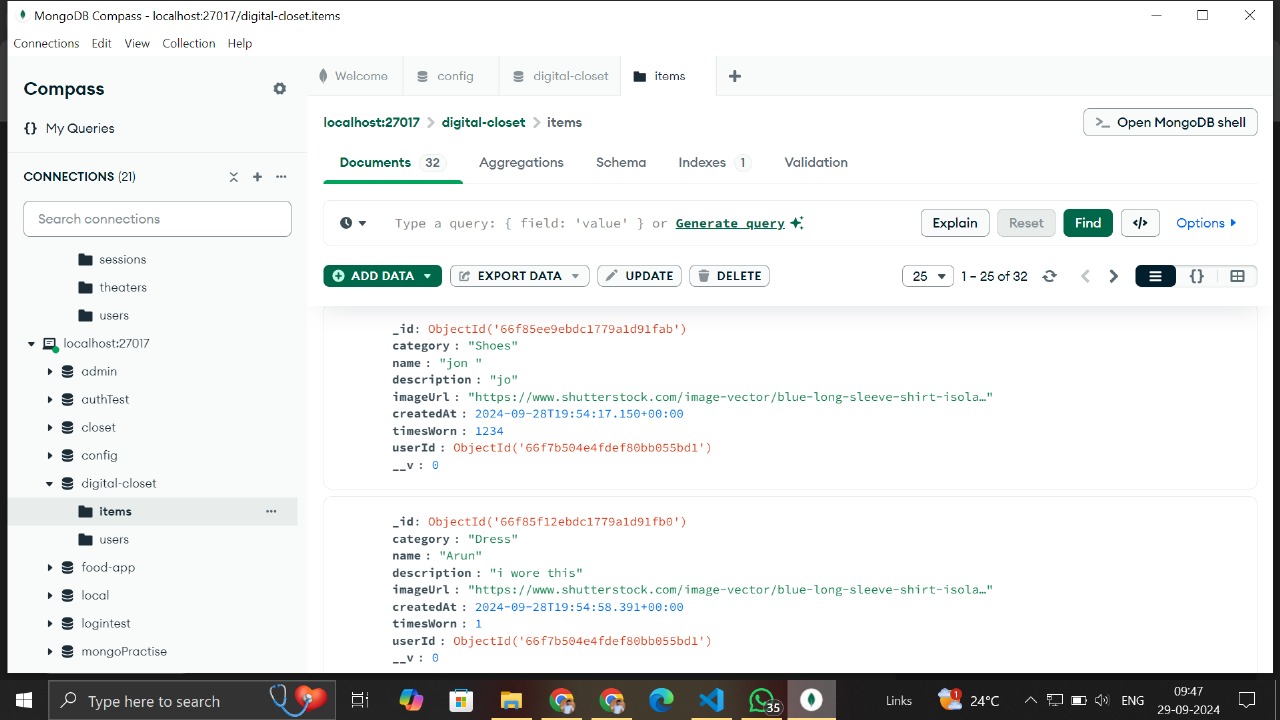 MongoDB Compass - localhost:27017/digital-closet.items
Connections Edit View Collection Help
Compass
{} My Queries
CONNECTIONS (21)
Search connections
sessions
theaters
users
localhost:27017
admin
authTest
closet
config
digital-closet
items
users
food-app
local
logintest
mongoPractise
Welcome config digital-closet items
localhost:27017 > digital-closet > items
>_ Open MongoDB shell
Documents 32 Aggregations Schema Indexes 1 Validation
Type a query: { field: 'value' } or Generate query
Explain Reset Find </> Options
ADD DATA EXPORT DATA UPDATE DELETE
25 1 – 25 of 32 {}
_id: ObjectId('66f85ee9ebdc1779a1d91fab')
category : "Shoes"
name : "jon "
description : "jo"
imageUrl : "https://www.shutterstock.com/image-vector/blue-long-sleeve-shirt-isola…"
createdAt : 2024-09-28T19:54:17.150+00:00
timesWorn : 1234
userId : ObjectId('66f7b504e4fdef80bb055bd1')
__v : 0
_id: ObjectId('66f85f12ebdc1779a1d91fb0')
category : "Dress"
name : "Arun"
description : "i wore this"
imageUrl : "https://www.shutterstock.com/image-vector/blue-long-sleeve-shirt-isola…"
createdAt : 2024-09-28T19:54:58.391+00:00
timesWorn : 1
userId : ObjectId('66f7b504e4fdef80bb055bd1')
__v : 0
Type here to search
35
Links
1
24°C
ENG
09:47
29-09-2024